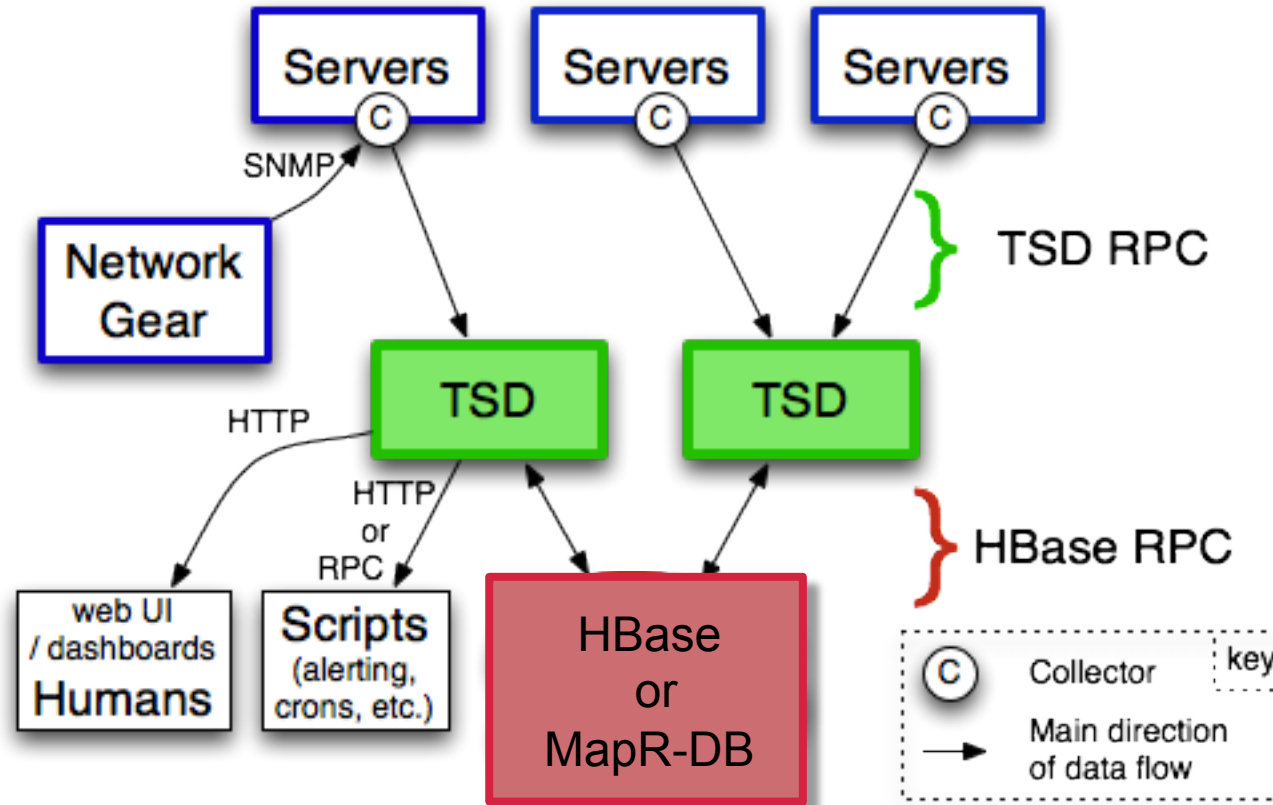 Servers
Servers
Servers
C
C
C
SNMP
Network
Gear
TSD RPC
TSD
TSD
HTTP
HTTP
or
RPC
HBase RPC
web UI
/ dashboards
Humans
Scripts
(alerting,
crons, etc.)
HBase
or
MapR-DB
key
C
Collector
Main direction
of data flow